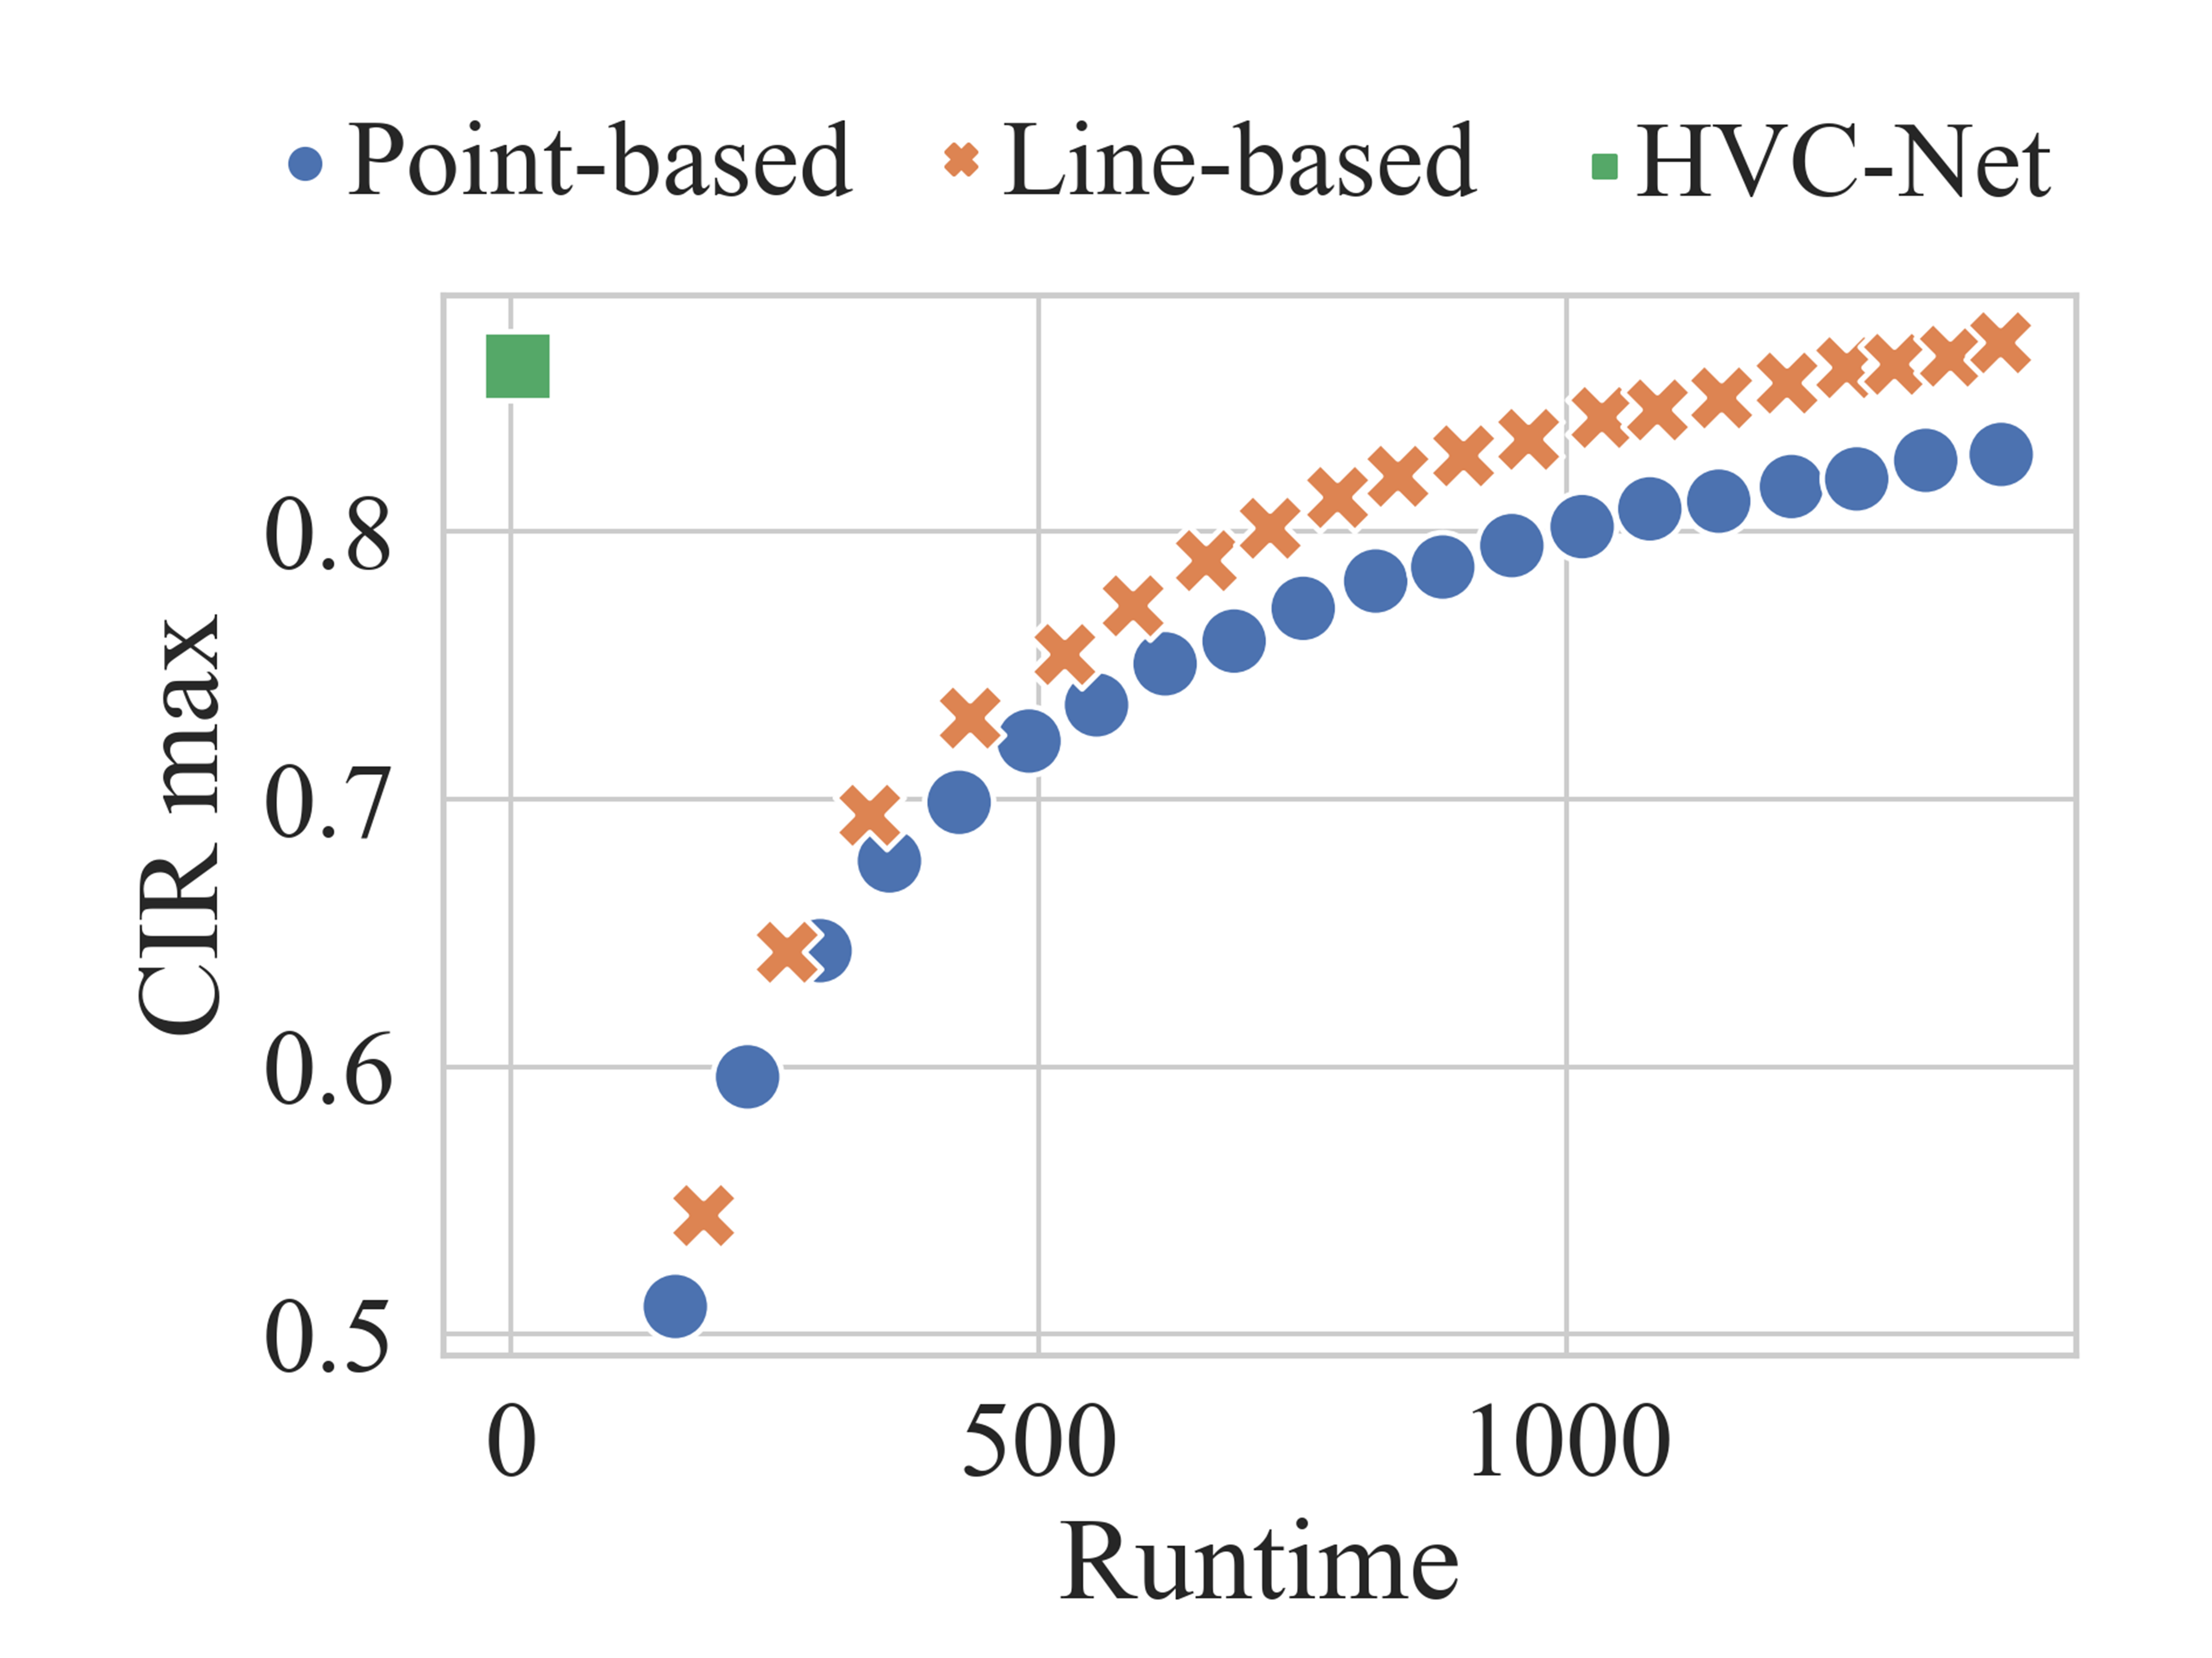 Point-based Line-based HVC-Net
CIR max
0.8
0.7
0.6
0.5
0 500 1000
Runtime